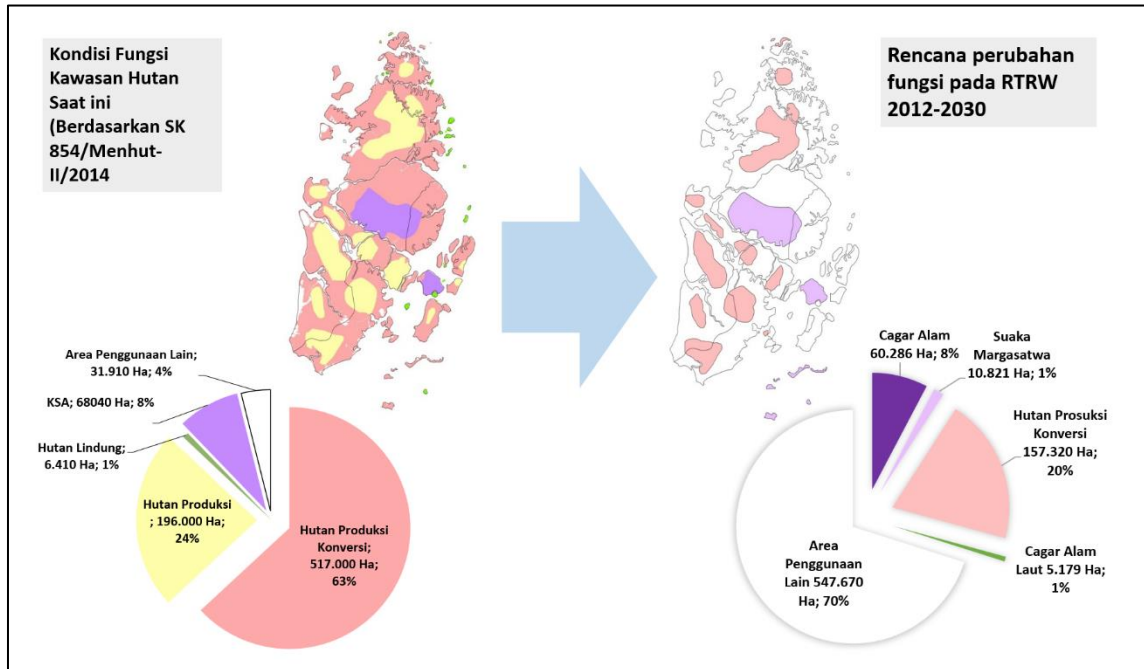 Kondisi Fungsi
Kawasan Hutan
Saat ini
(Berdasarkan SK
854/Menhut-
II/2014
Rencana perubahan
fungsi pada RTRW
2012-2030
Area Penggunaan Lain;
31.910 Ha; 4%
KSA; 68040 Ha; 8%
Hutan Lindung;
6.410 Ha; 1%
Hutan Produksi
; 196.000 Ha;
24%
Hutan Produksi
Konversi;
517.000 Ha;
63%
Cagar Alam
60.286 Ha; 8%
Suaka
Margasatwa
10.821 Ha; 1%
Hutan Prosuksi
Konversi
157.320 Ha;
20%
Cagar Alam
Laut 5.179 Ha;
1%
Area
Penggunaan
Lain 547.670
Ha; 70%